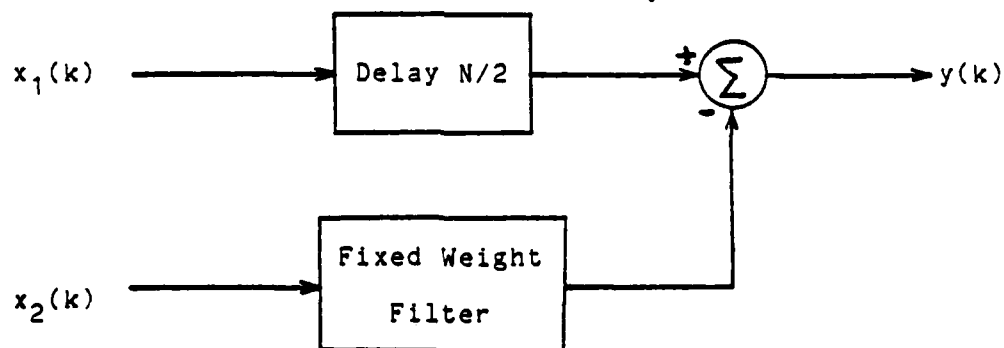 x₁(k)
Delay N/2
+
Σ
-
y(k)
x₂(k)
Fixed Weight
Filter